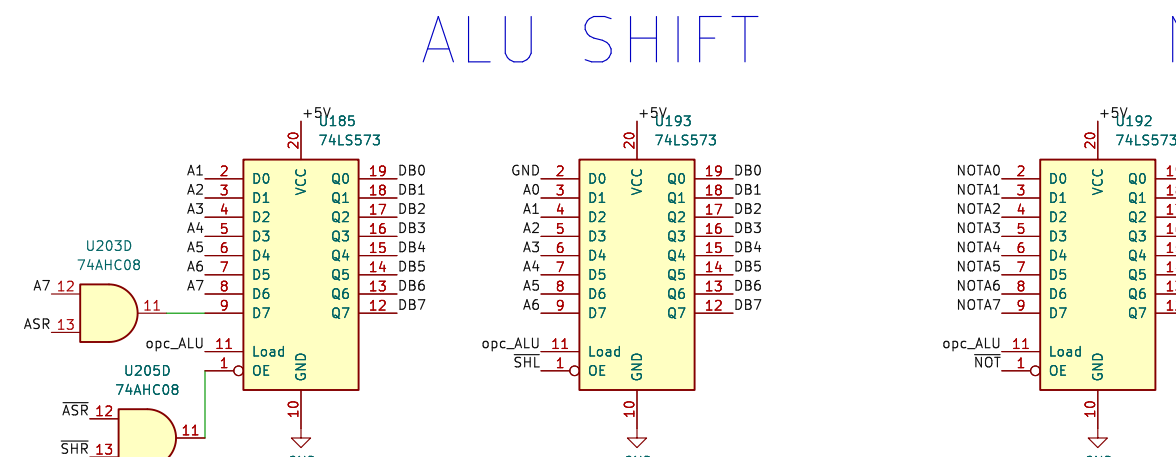 ALU SHIFT
+5V +5V +5V
U185 U193 U192
74LS573 74LS573 74LS573
20 20 20
VCC VCC VCC
A1 2 D0 Q0 19 DB0 GND 2 D0 Q0 19 DB0 NOTA0 2 D0 Q0
A2 3 D1 Q1 18 DB1 A0 3 D1 Q1 18 DB1 NOTA1 3 D1 Q1
A3 4 D2 Q2 17 DB2 A1 4 D2 Q2 17 DB2 NOTA2 4 D2 Q2
A4 5 D3 Q3 16 DB3 A2 5 D3 Q3 16 DB3 NOTA3 5 D3 Q3
A5 6 D4 Q4 15 DB4 A3 6 D4 Q4 15 DB4 NOTA4 6 D4 Q4
A6 7 D5 Q5 14 DB5 A4 7 D5 Q5 14 DB5 NOTA5 7 D5 Q5
A7 8 D6 Q6 13 DB6 A5 8 D6 Q6 13 DB6 NOTA6 8 D6 Q6
9 D7 Q7 12 DB7 A6 9 D7 Q7 12 DB7 NOTA7 9 D7 Q7
U203D
74AHC08
A7 12
11
ASR 13
opc_ALU 11 Load opc_ALU 11 Load opc_ALU 11 Load
1 OE SHL 1 OE NOT 1 OE
GND GND GND
10 10 10
U205D
74AHC08
ASR 12
11
SHR 13